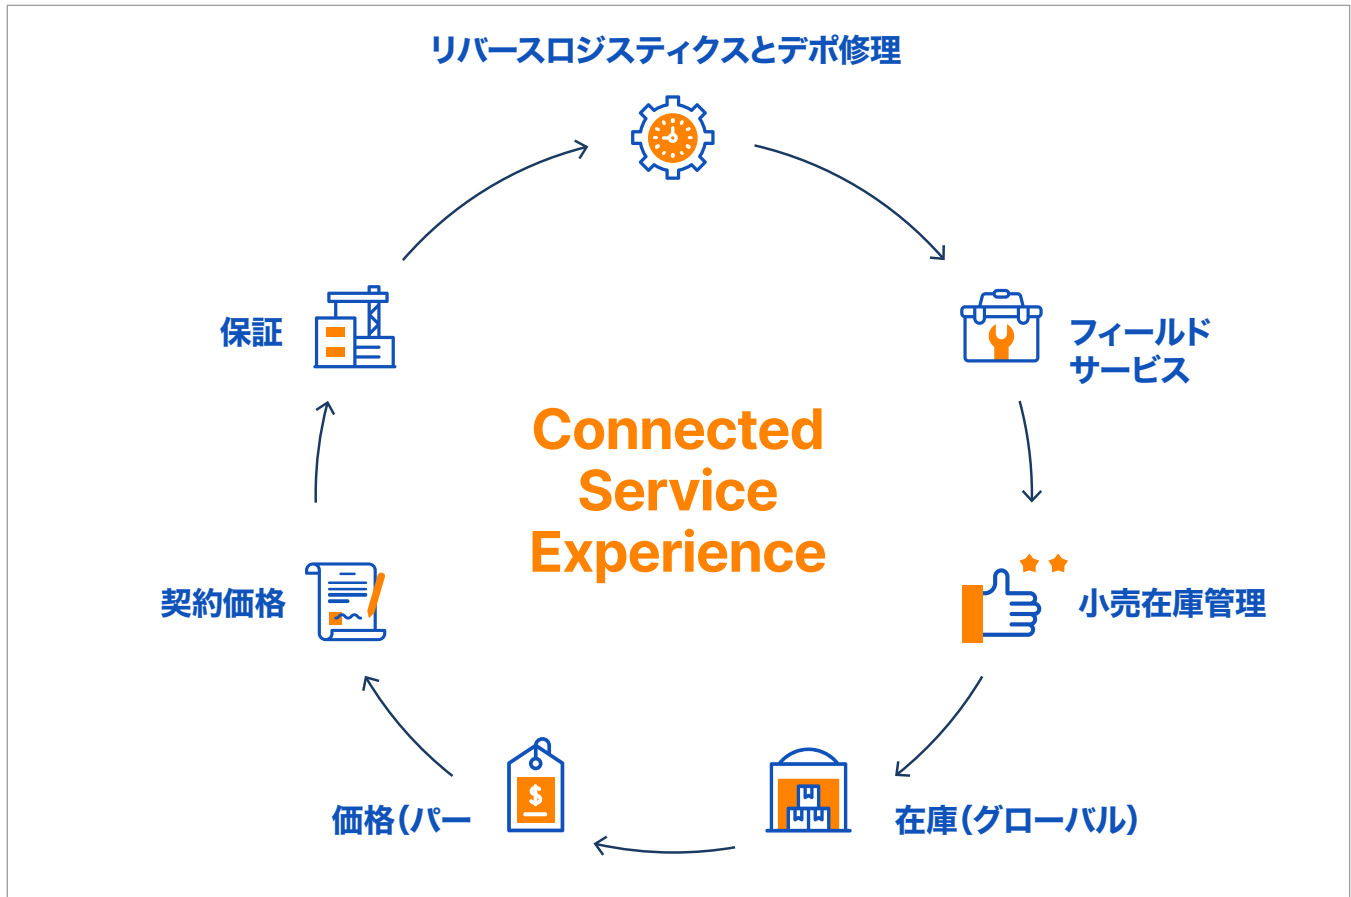 リバースロジスティクスとデポ修理
保証
フィールド
サービス
Connected
Service
Experience
契約価格
小売在庫管理
価格(パー
在庫(グローバル)
$